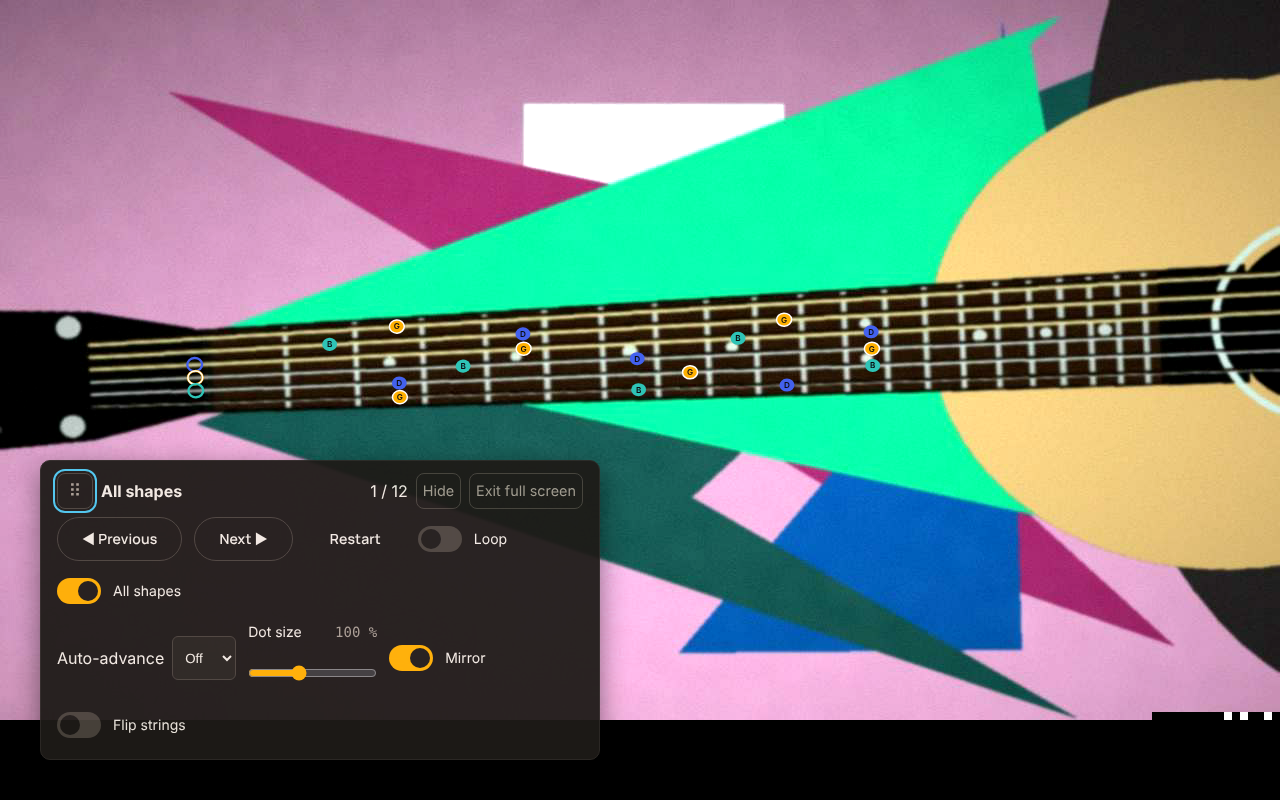 G
D
B
G
G
D
B
B
G
D
B
G
D
G
B
D
B
D
G
All shapes 1 / 12 Hide Exit full screen
◀ Previous Next ▶ Restart Loop
All shapes
Dot size 100 %
Auto-advance Off Mirror
Flip strings